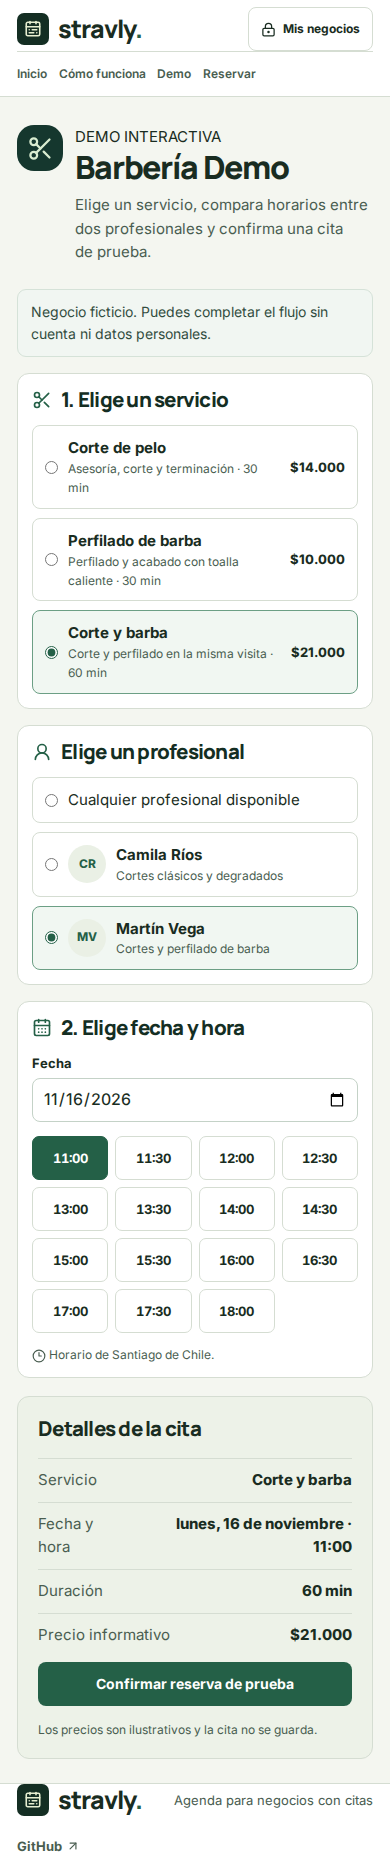 stravly.
Mis negocios
Inicio Cómo funciona Demo Reservar
DEMO INTERACTIVA
Barbería Demo
Elige un servicio, compara horarios entre
dos profesionales y confirma una cita
de prueba.
Negocio ficticio. Puedes completar el flujo sin
cuenta ni datos personales.
1. Elige un servicio
Corte de pelo
Asesoría, corte y terminación · 30
min
$14.000
Perfilado de barba
Perfilado y acabado con toalla
caliente · 30 min
$10.000
Corte y barba
Corte y perfilado en la misma visita ·
60 min
$21.000
Elige un profesional
Cualquier profesional disponible
CR
Camila Ríos
Cortes clásicos y degradados
MV
Martín Vega
Cortes y perfilado de barba
2. Elige fecha y hora
Fecha
11/16/2026
11:00 11:30 12:00 12:30
13:00 13:30 14:00 14:30
15:00 15:30 16:00 16:30
17:00 17:30 18:00
Horario de Santiago de Chile.
Detalles de la cita
Servicio Corte y barba
Fecha y
hora
lunes, 16 de noviembre ·
11:00
Duración 60 min
Precio informativo $21.000
Confirmar reserva de prueba
Los precios son ilustrativos y la cita no se guarda.
stravly.
Agenda para negocios con citas
GitHub